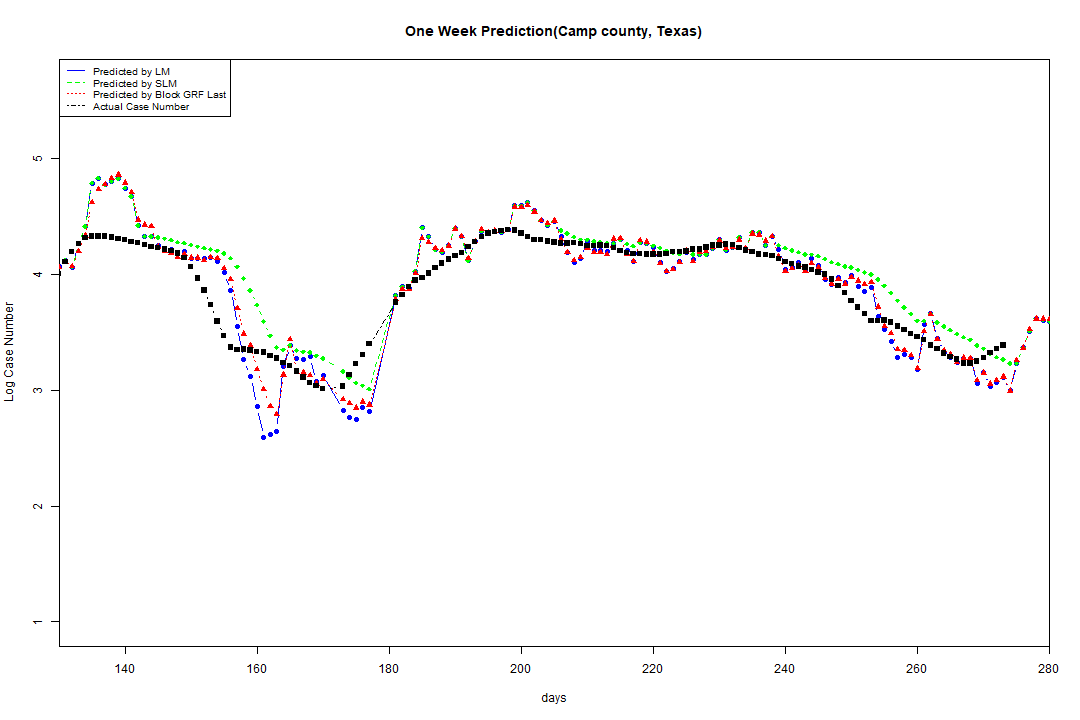 One Week Prediction(Camp county, Texas)
Predicted by LM
Predicted by SLM
Predicted by Block GRF Last
Actual Case Number
5
4
3
2
1
Log Case Number
140 160 180 200 220 240 260 280
days